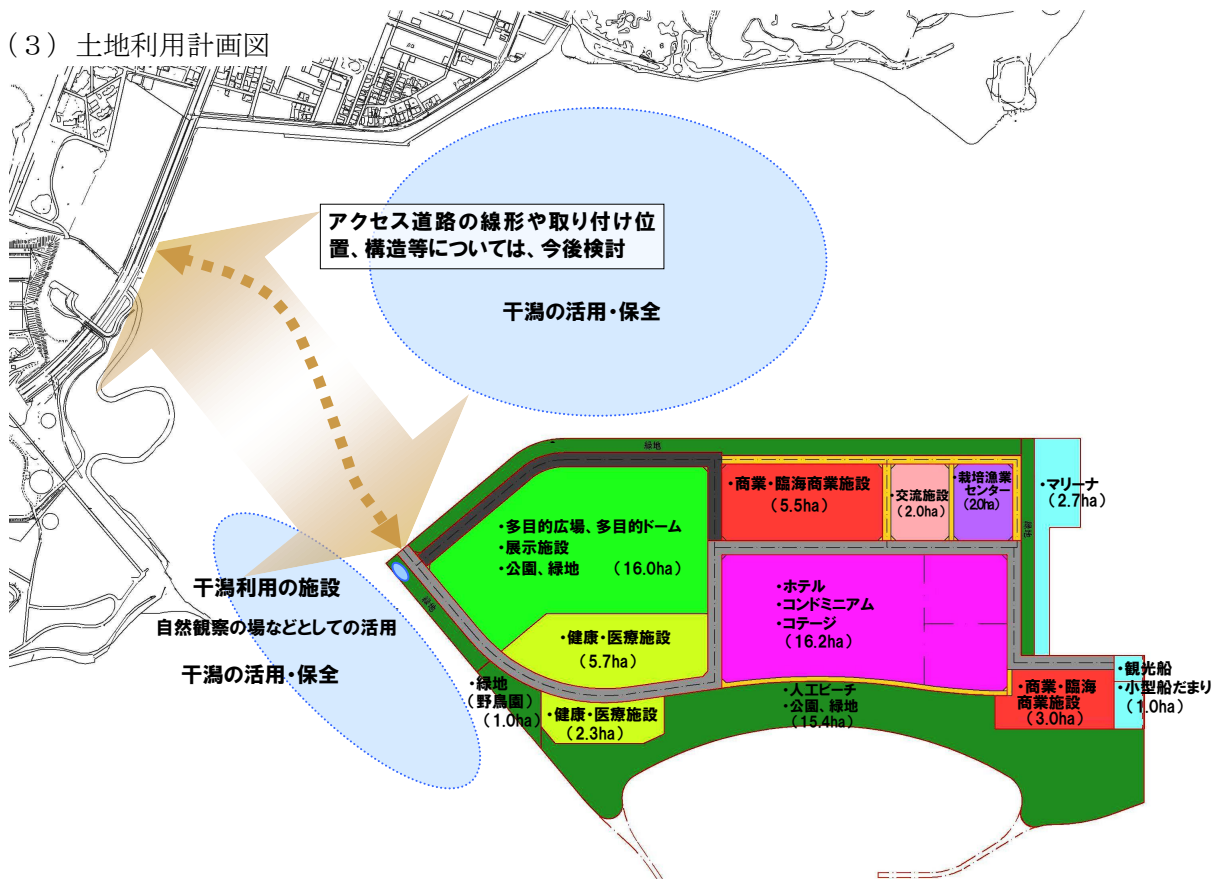 (3) 土地利用計画図
アクセス道路の線形や取り付け位
置、構造等については、今後検討
干潟の活用・保全
緑地
・商業・臨海商業施設
(5.5ha)
・交流施設
(2.0ha)
・栽培漁業
センター
(2.0ha)
・マリーナ
(2.7ha)
緑地
・多目的広場、多目的ドーム
・展示施設
・公園、緑地 (16.0ha)
・ホテル
・コンドミニアム
・コテージ
(16.2ha)
干潟利用の施設
自然観察の場などとしての活用
干潟の活用・保全
緑地
・健康・医療施設
(5.7ha)
・緑地
(野鳥園)
(1.0ha)
・健康・医療施設
(2.3ha)
・人工ビーチ
・公園、緑地
(15.4ha)
・商業・臨海
商業施設
(3.0ha)
・観光船
・小型船だまり
(1.0ha)